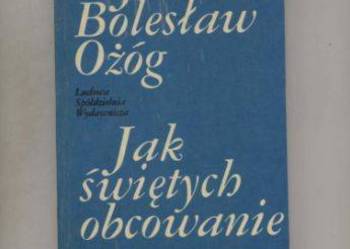 Bolesław
Ożóg
Ludowa
Spółdzielnia
Wydawnicza
Jak
świętych
obcowanie